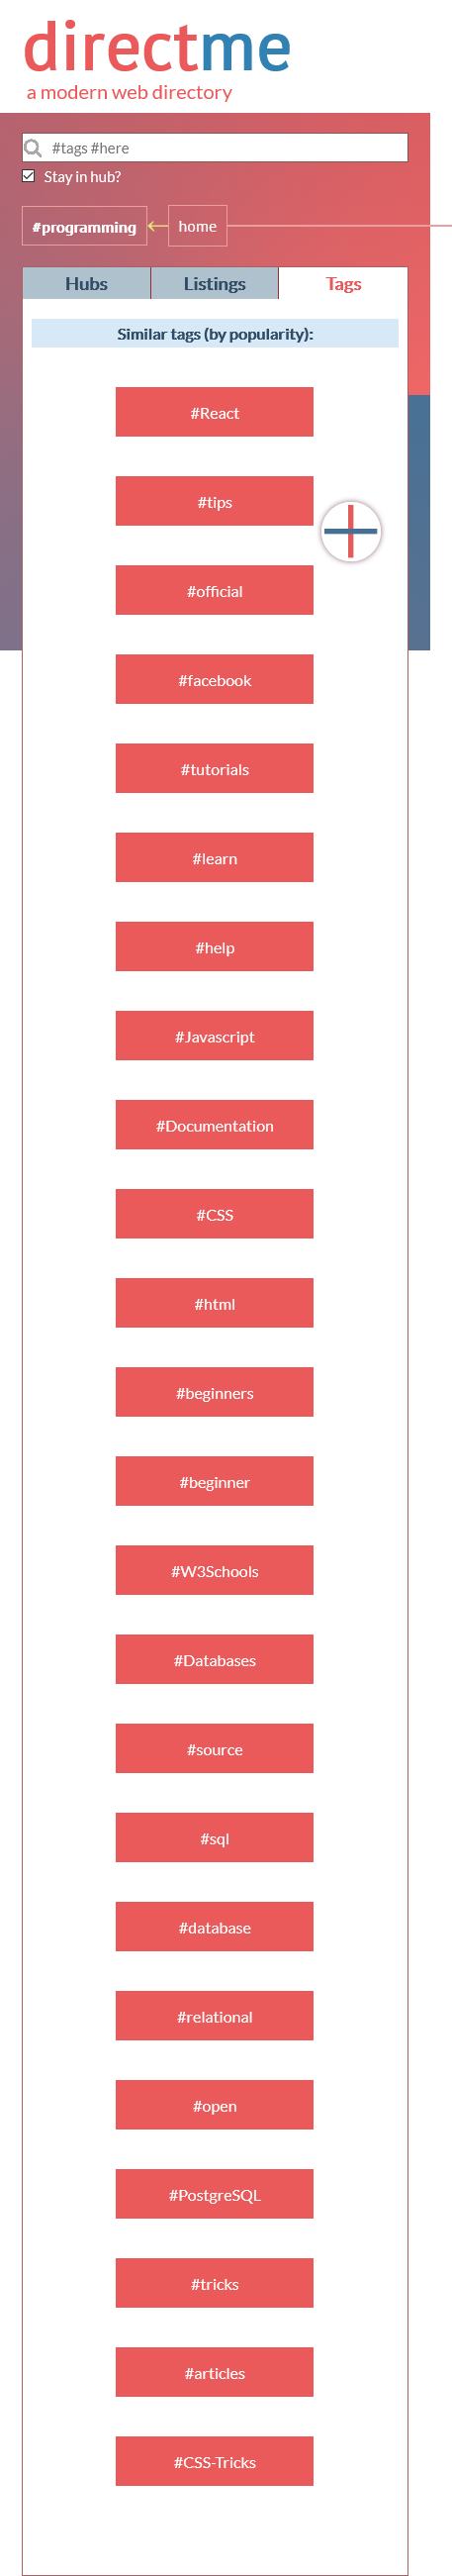 directme
a modern web directory
#tags #here
Stay in hub?
#programming ← home
Hubs Listings Tags
Similar tags (by popularity):
#React
#tips
#official
#facebook
#tutorials
#learn
#help
#Javascript
#Documentation
#CSS
#html
#beginners
#beginner
#W3Schools
#Databases
#source
#sql
#database
#relational
#open
#PostgreSQL
#tricks
#articles
#CSS-Tricks